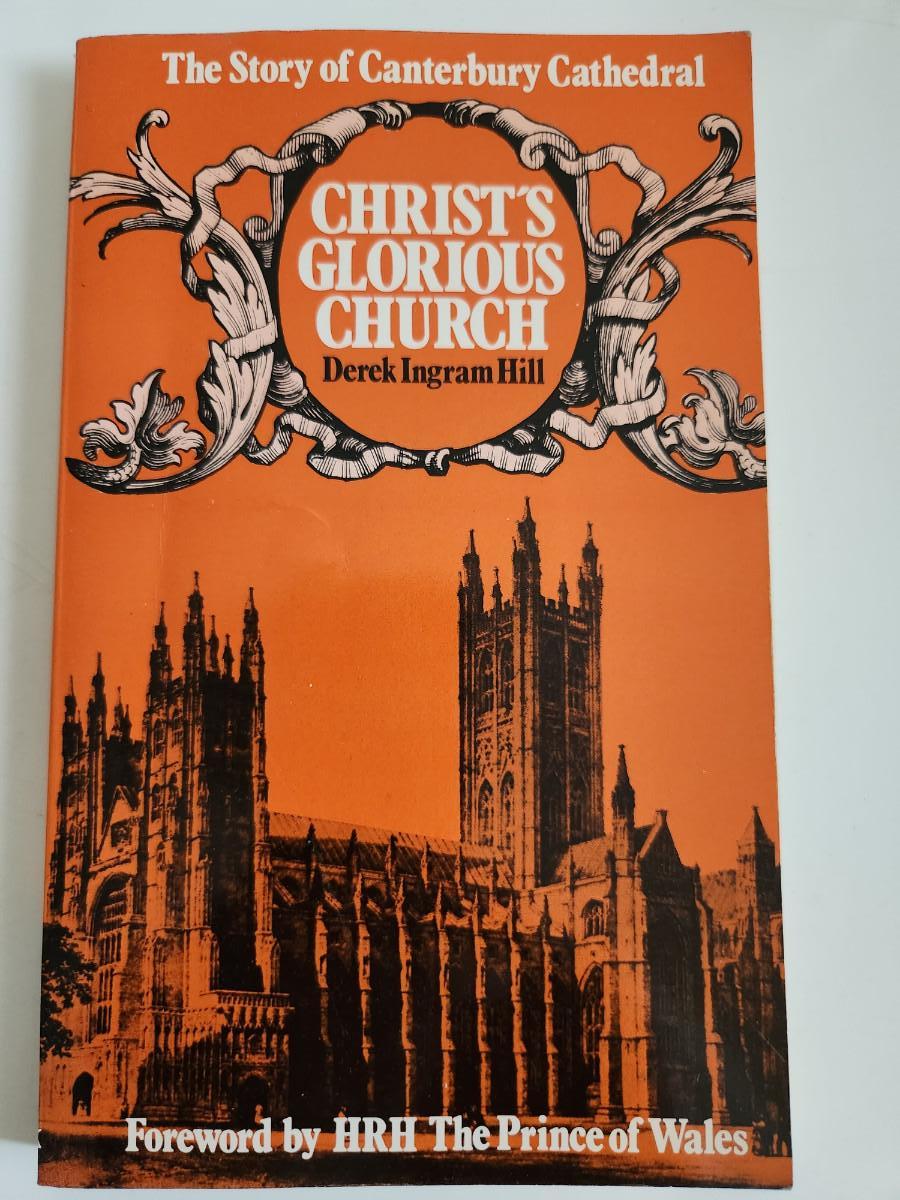 The Story of Canterbury Cathedral
CHRIST'S
GLORIOUS
CHURCH
Derek Ingram Hill
Foreword by HRH The Prince of Wales